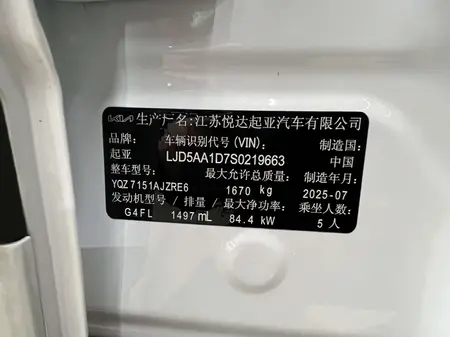 KIA 生产厂名:江苏悦达起亚汽车有限公司
品牌: 车辆识别代号(VIN): 制造国:
起亚 LJD5AA1D7S0219663 中国
整车型号: 最大允许总质量: 制造年月:
YQZ7151AJZRE6 1670 kg 2025-07
发动机型号 / 排量 / 最大净功率: 乘坐人数:
G4FL 1497 mL 84.4 kW 5 人